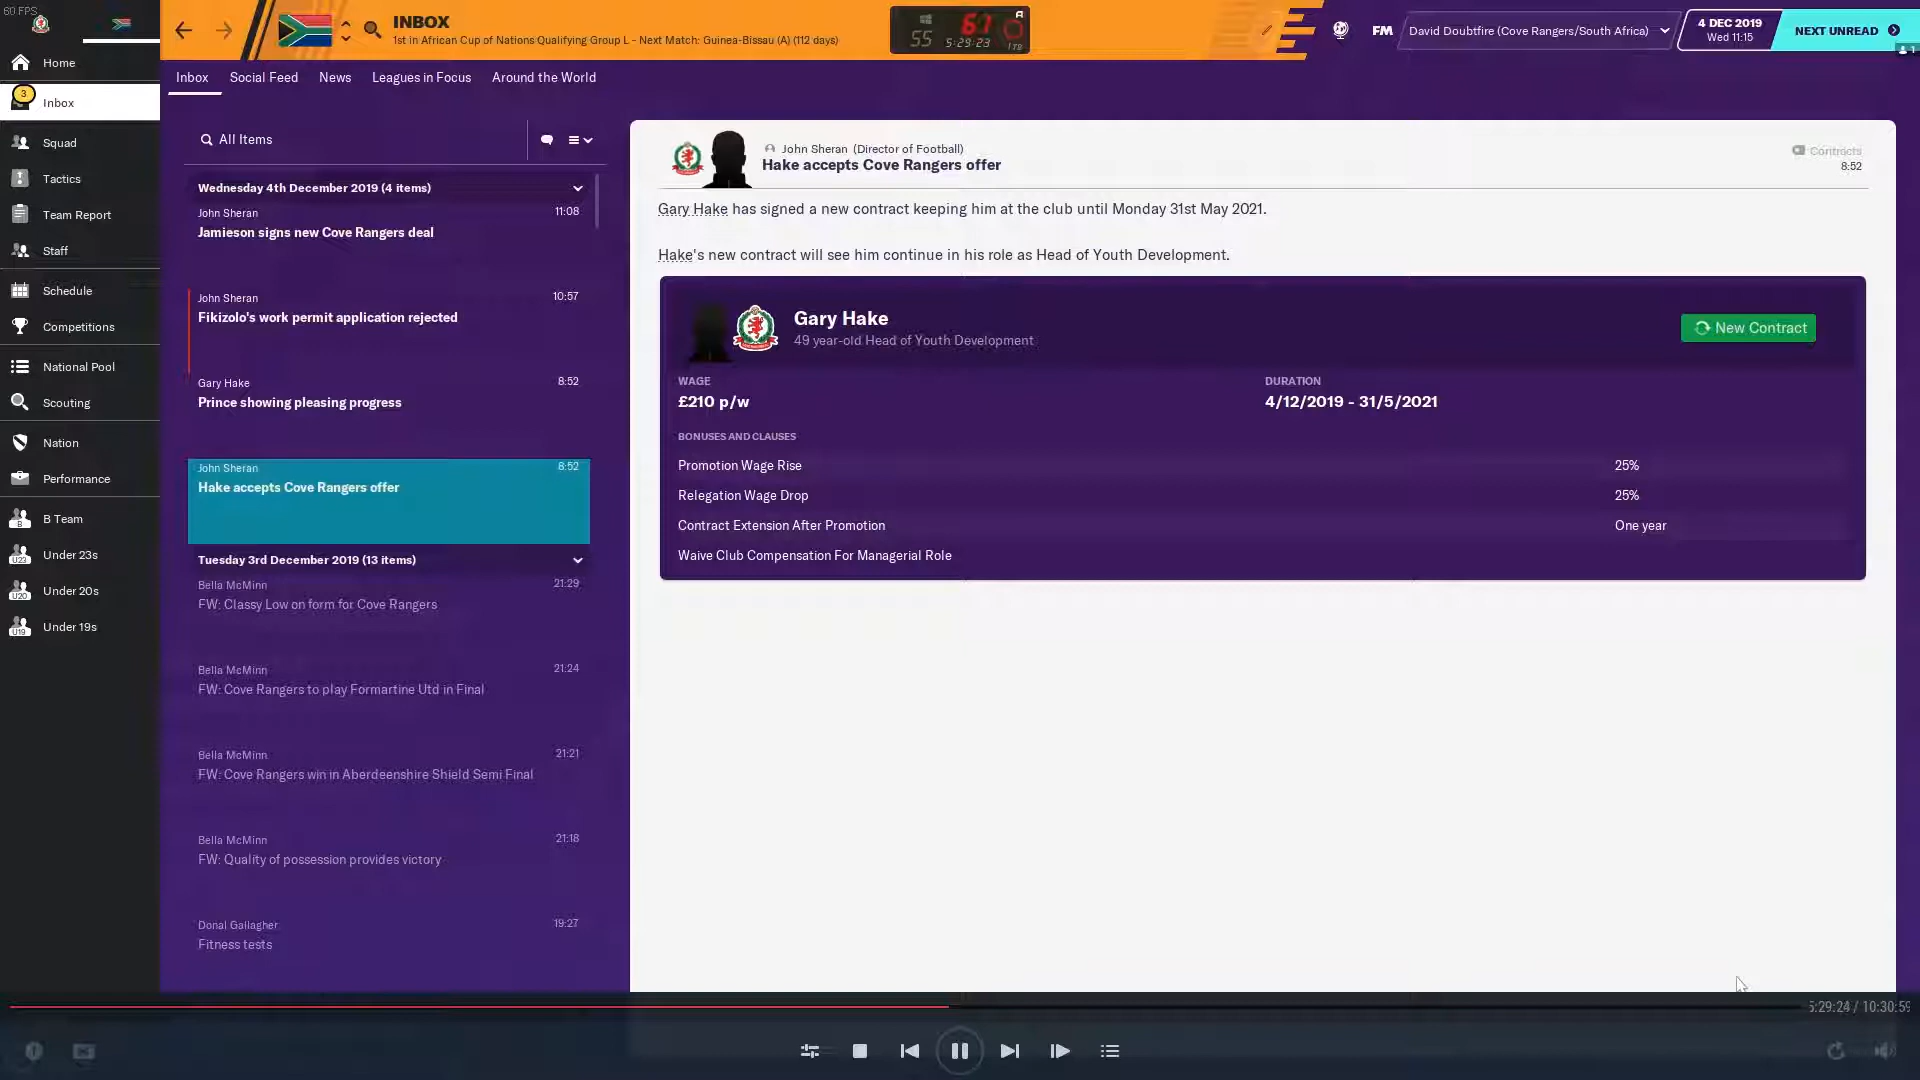 60 FPS
INBOX
1st in African Cup of Nations Qualifying Group L - Next Match: Guinea-Bissau (A) (112 days)
55
61
A
5:29:23
1TB
FM
David Doubtfire (Cove Rangers/South Africa)
4 DEC 2019
Wed 11:15
NEXT UNREAD
1
Home
3
Inbox
Squad
Tactics
Team Report
Staff
Schedule
Competitions
National Pool
Scouting
Nation
Performance
B
B Team
U23
Under 23s
U20
Under 20s
U19
Under 19s
Inbox
Social Feed
News
Leagues in Focus
Around the World
All Items
Wednesday 4th December 2019 (4 items)
John Sheran
11:08
Jamieson signs new Cove Rangers deal
John Sheran
10:57
Fikizolo's work permit application rejected
Gary Hake
8:52
Prince showing pleasing progress
John Sheran
8:52
Hake accepts Cove Rangers offer
Tuesday 3rd December 2019 (13 items)
Bella McMinn
21:29
FW: Classy Low on form for Cove Rangers
Bella McMinn
21:24
FW: Cove Rangers to play Formartine Utd in Final
Bella McMinn
21:21
FW: Cove Rangers win in Aberdeenshire Shield Semi Final
Bella McMinn
21:18
FW: Quality of possession provides victory
Donal Gallagher
19:27
Fitness tests
John Sheran (Director of Football)
Hake accepts Cove Rangers offer
Contracts
8:52
Gary Hake has signed a new contract keeping him at the club until Monday 31st May 2021.
Hake's new contract will see him continue in his role as Head of Youth Development.
Gary Hake
49 year-old Head of Youth Development
New Contract
WAGE
£210 p/w
DURATION
4/12/2019 - 31/5/2021
BONUSES AND CLAUSES
Promotion Wage Rise
25%
Relegation Wage Drop
25%
Contract Extension After Promotion
One year
Waive Club Compensation For Managerial Role
5:29:24 / 10:30:59